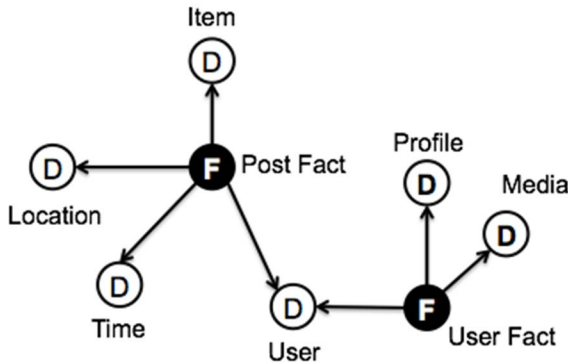 Item
D
D
F
Post Fact
Location
Profile
D
Media
D
D
Time
D
User
F
User Fact